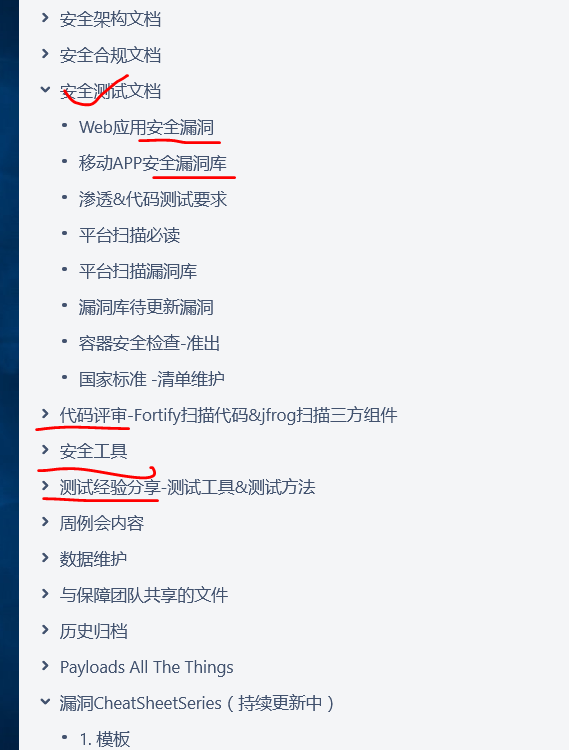 安全架构文档
安全合规文档
安全测试文档
Web应用安全漏洞
移动APP安全漏洞库
渗透&代码测试要求
平台扫描必读
平台扫描漏洞库
漏洞库待更新漏洞
容器安全检查-准出
国家标准 -清单维护
代码评审-Fortify扫描代码&jfrog扫描三方组件
安全工具
测试经验分享-测试工具&测试方法
周例会内容
数据维护
与保障团队共享的文件
历史归档
Payloads All The Things
漏洞CheatSheetSeries（持续更新中）
1. 模板